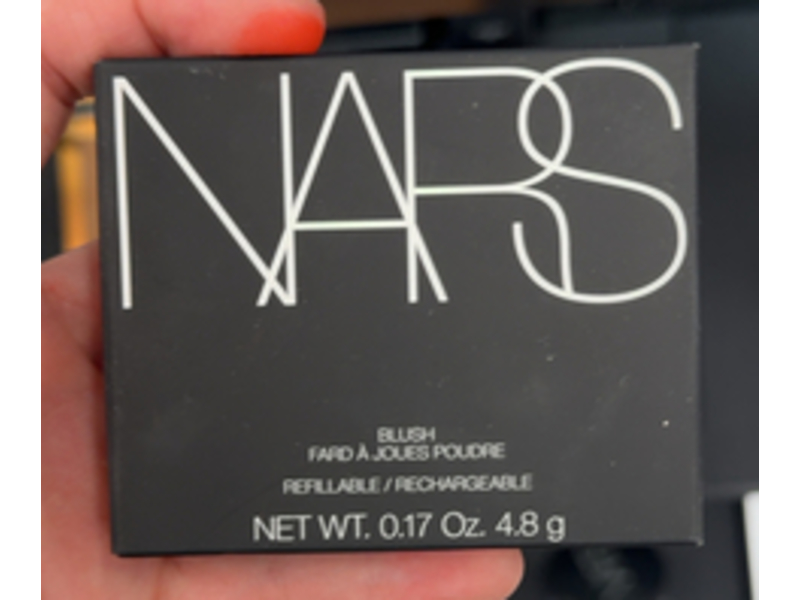 NARS
BLUSH
FARD À JOUES POUDRE
REFILLABLE / RECHARGEABLE
NET WT. 0.17 Oz. 4.8 g